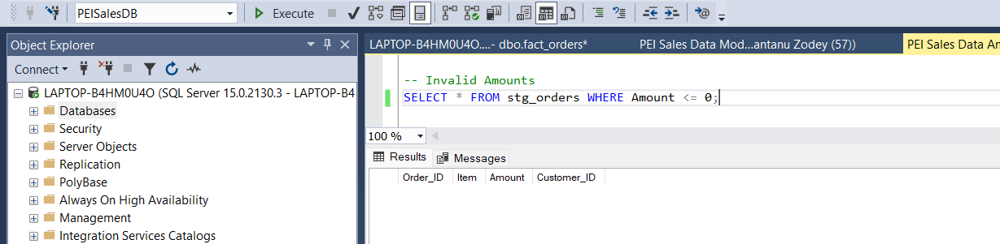 PEISalesDB
Execute
Object Explorer
Connect
LAPTOP-B4HM0U4O (SQL Server 15.0.2130.3 - LAPTOP-B4
Databases
Security
Server Objects
Replication
PolyBase
Always On High Availability
Management
Integration Services Catalogs
LAPTOP-B4HM0U4O....- dbo.fact_orders*
PEI Sales Data Mod...antanu Zodey (57))
PEI Sales Data An
-- Invalid Amounts
SELECT * FROM stg_orders WHERE Amount <= 0;
100 %
Results
Messages
Order_ID Item Amount Customer_ID